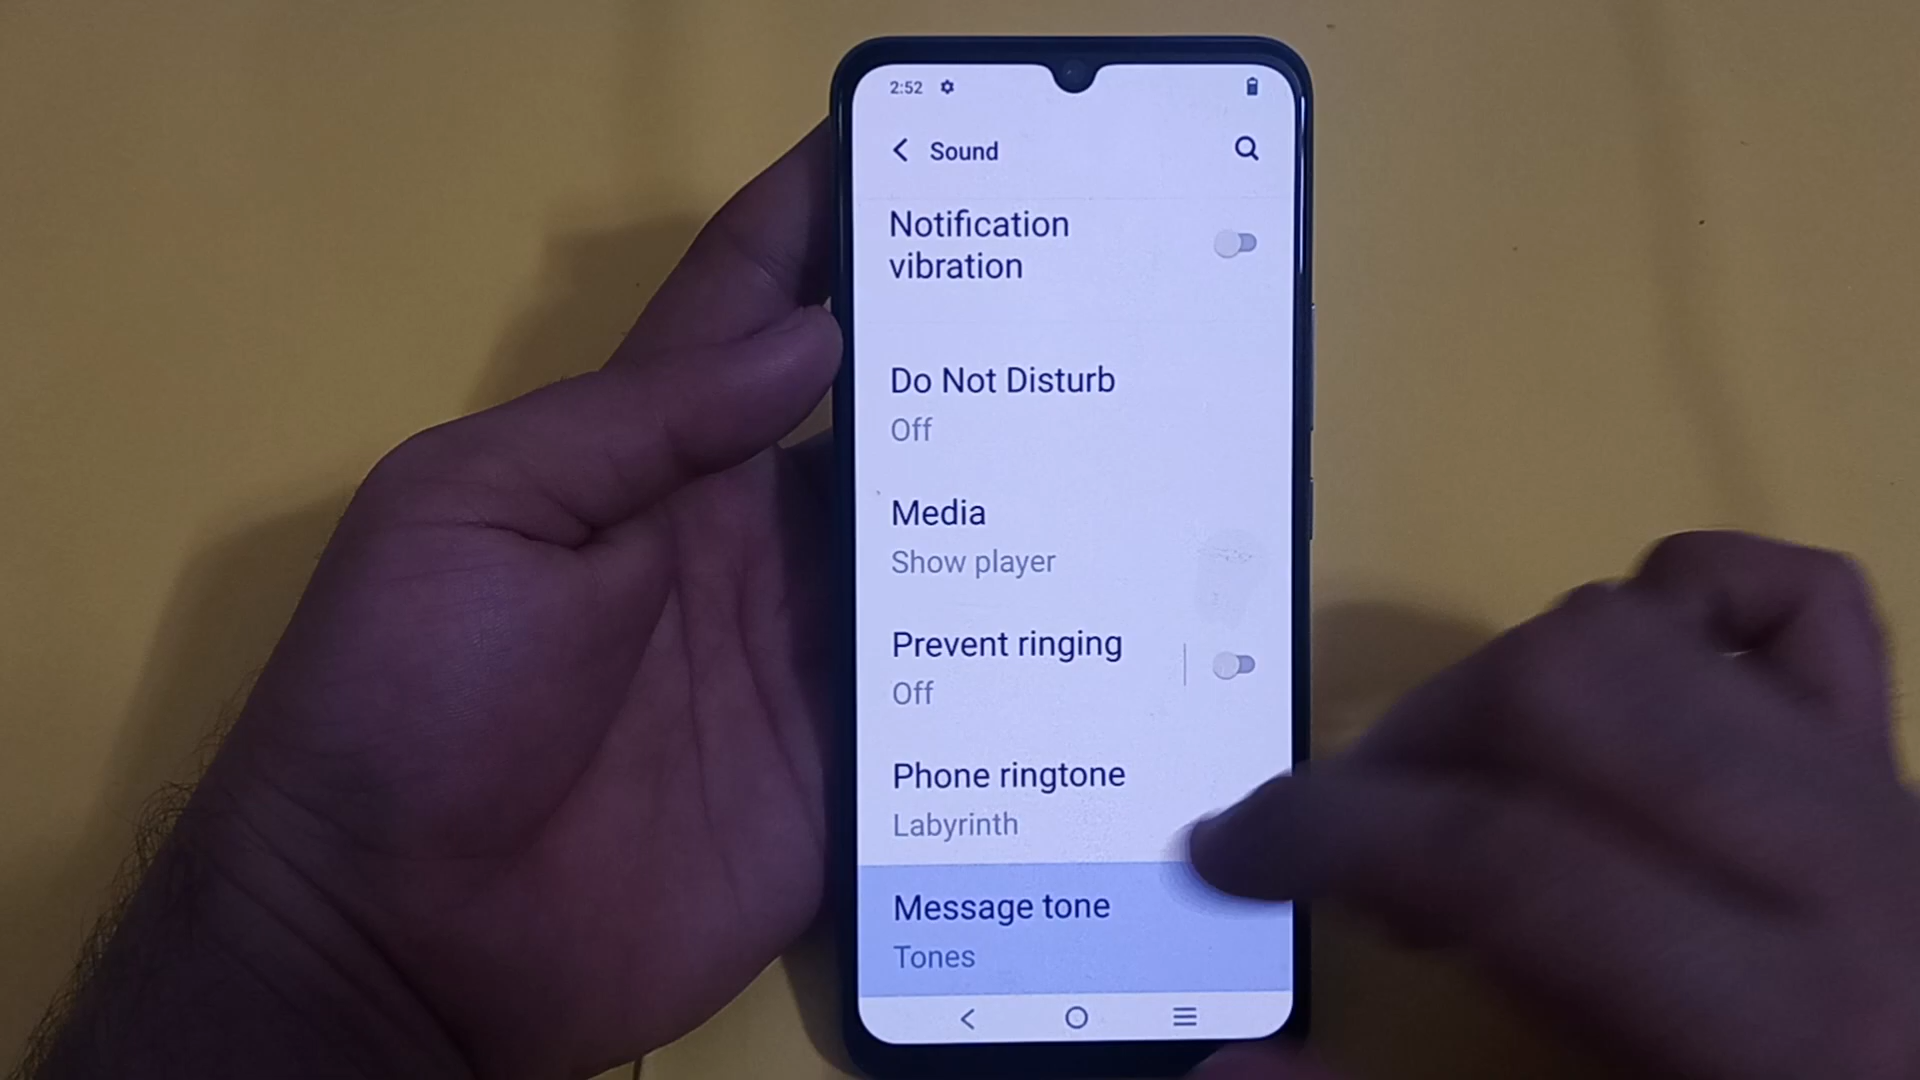 2:52
Sound
Notification
vibration
Do Not Disturb
Off
Media
Show player
Prevent ringing
Off
Phone ringtone
Labyrinth
Message tone
Tones